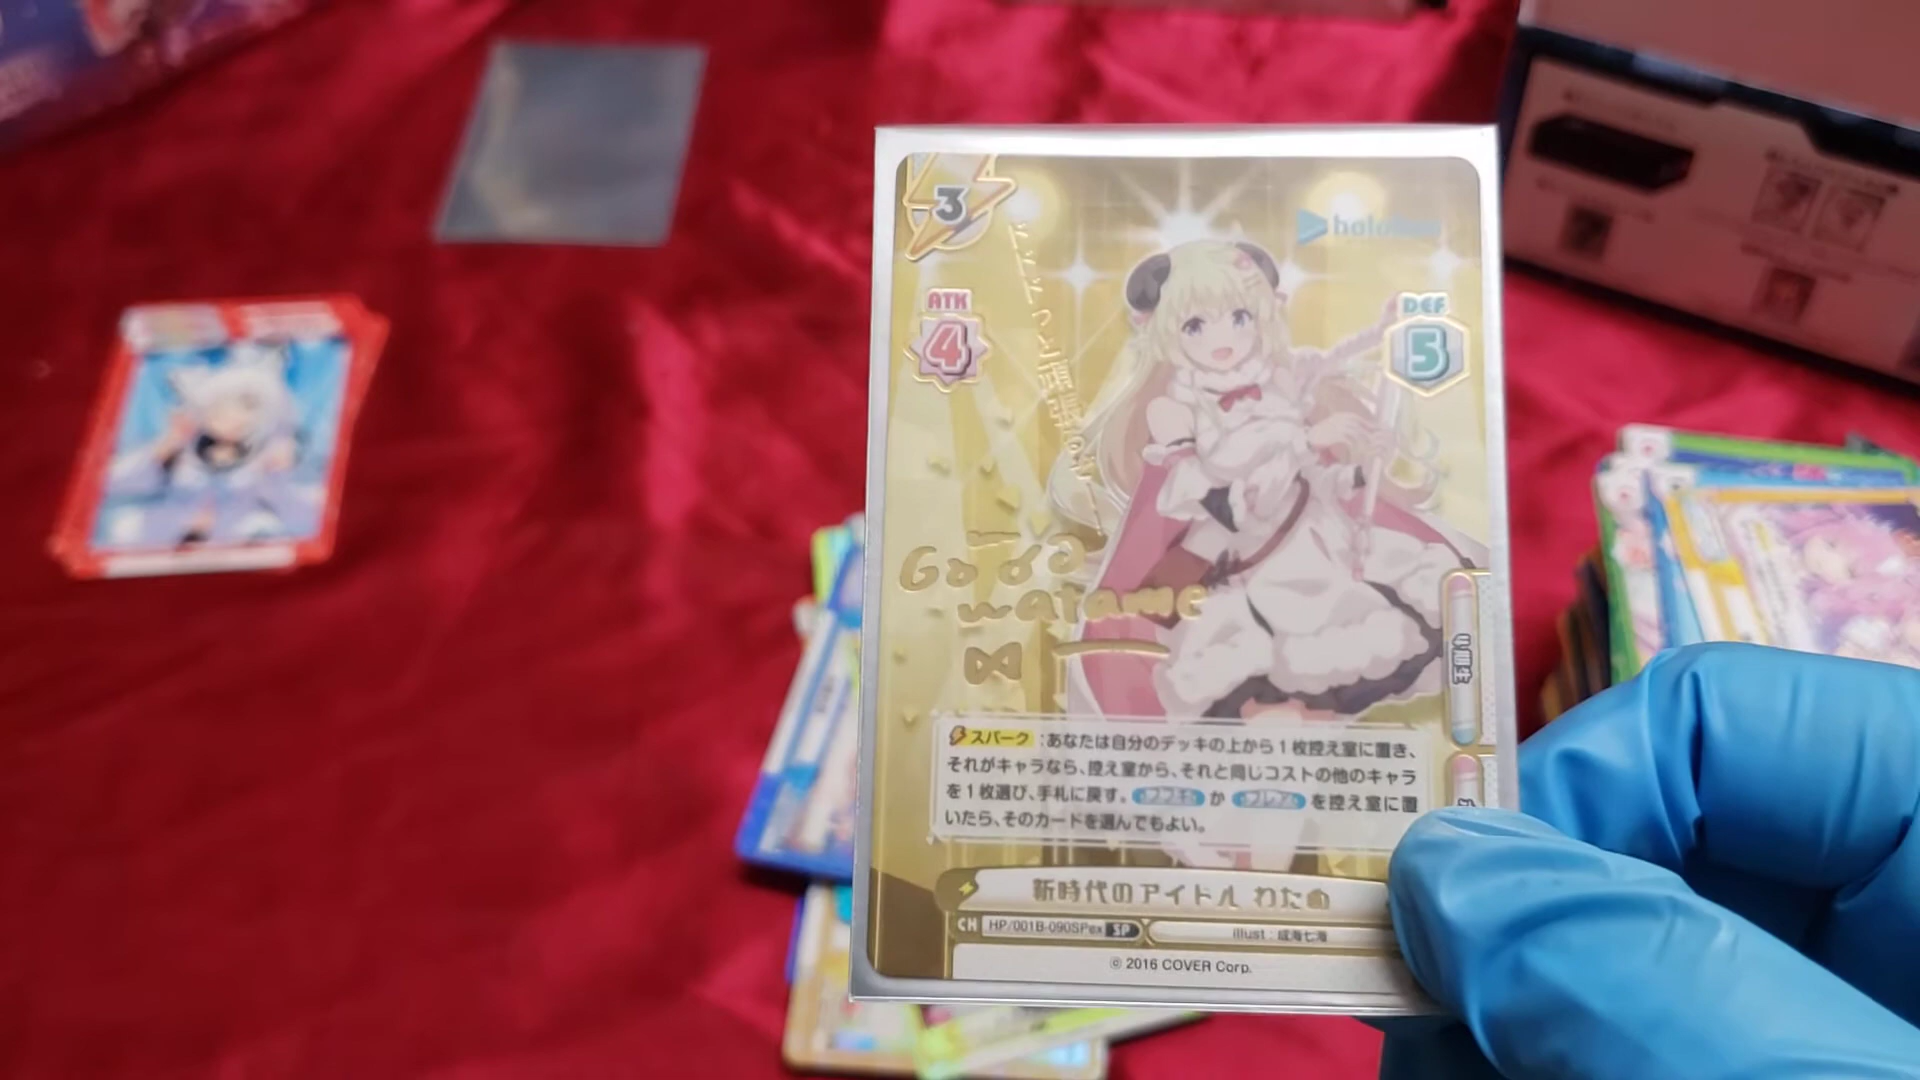 3
ATK
4
DEF
5
ドドドっと頑張るぞーー
watame
4期生
スパーク:あなたは自分のデッキの上から1枚控え室に置き、
それがキャラなら、控え室から、それと同じコストの他のキャラ
を1枚選び、手札に戻す。か を控え室に置
いたら、そのカードを選んでもよい。
新時代のアイドル わため
CH HP/001B-090SPex SP
illust:成海七海
© 2016 COVER Corp.